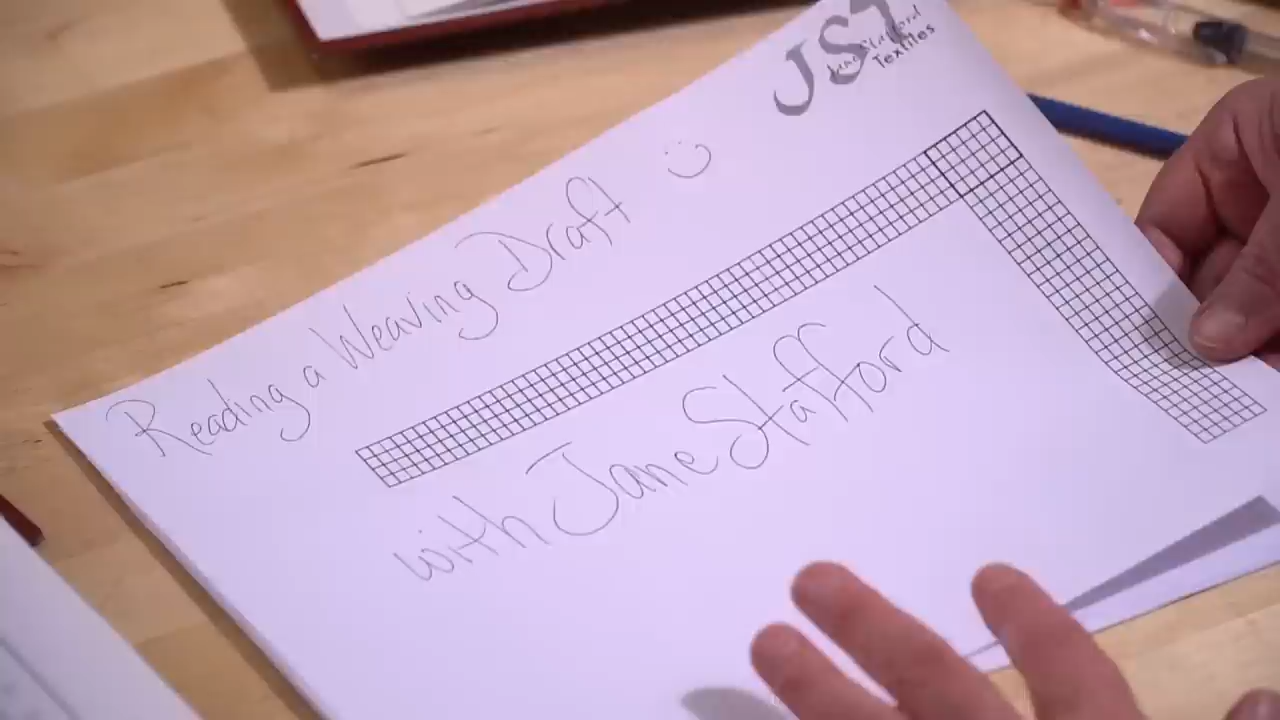 JST
Jane Stafford
Textiles
Reading a Weaving Draft
with Jane Stafford